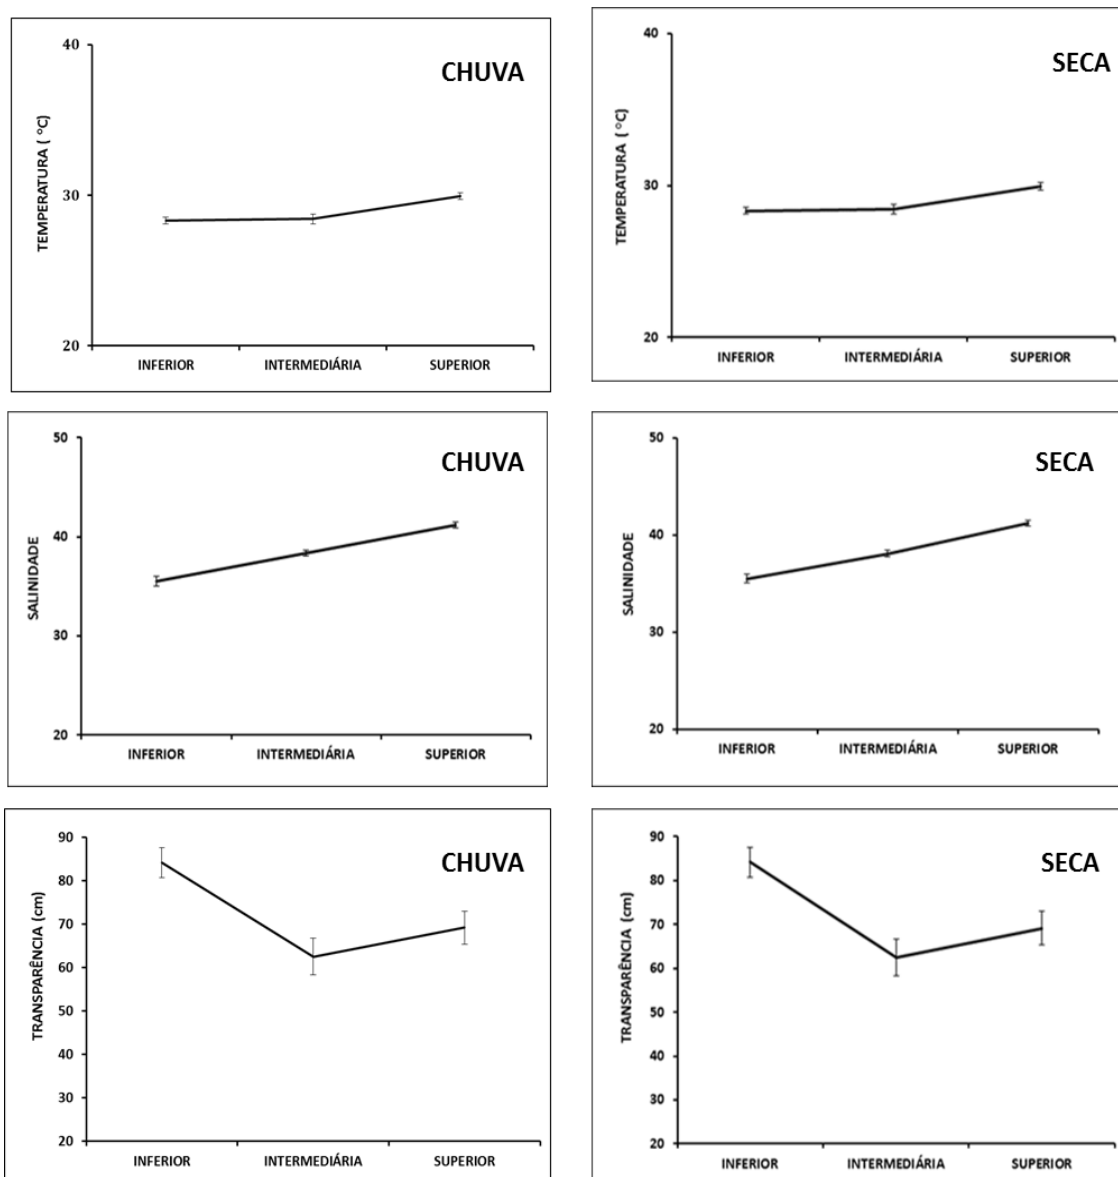 CHUVA
TEMPERATURA ( °C)
40
30
20
INFERIOR INTERMEDIÁRIA SUPERIOR
SECA
TEMPERATURA ( °C)
40
30
20
INFERIOR INTERMEDIÁRIA SUPERIOR
CHUVA
SALINIDADE
50
40
30
20
INFERIOR INTERMEDIÁRIA SUPERIOR
SECA
SALINIDADE
50
40
30
20
INFERIOR INTERMEDIÁRIA SUPERIOR
CHUVA
TRANSPARÊNCIA (cm)
90
80
70
60
50
40
30
20
INFERIOR INTERMEDIÁRIA SUPERIOR
SECA
TRANSPARÊNCIA (cm)
90
80
70
60
50
40
30
20
INFERIOR INTERMEDIÁRIA SUPERIOR